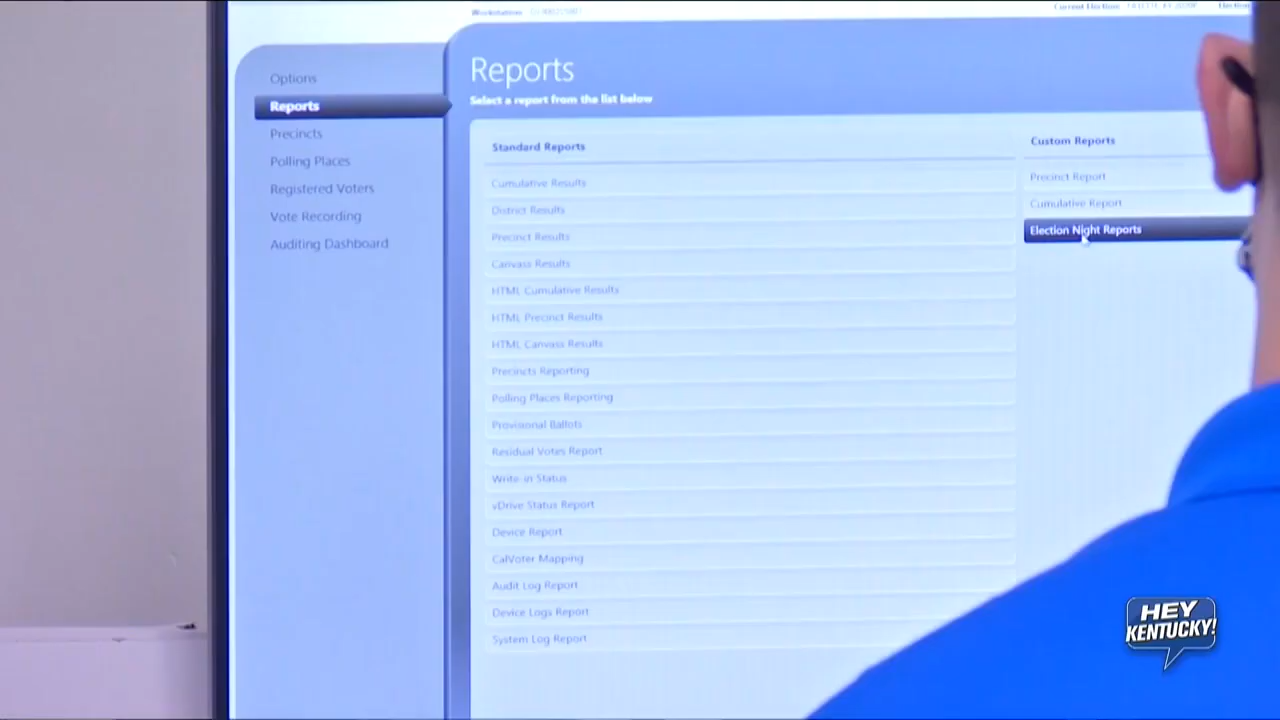 Workstation:
Current Election:
Election
Options
Reports
Precincts
Polling Places
Registered Voters
Vote Recording
Auditing Dashboard
Reports
Select a report from the list below
Standard Reports
Cumulative Results
District Results
Precinct Results
Canvass Results
HTML Cumulative Results
HTML Precinct Results
HTML Canvass Results
Precincts Reporting
Polling Places Reporting
Provisional Ballots
Residual Votes Report
Write-in Status
vDrive Status Report
Device Report
CalVoter Mapping
Audit Log Report
Device Logs Report
System Log Report
Custom Reports
Precinct Report
Cumulative Report
Election Night Reports
HEY
KENTUCKY!